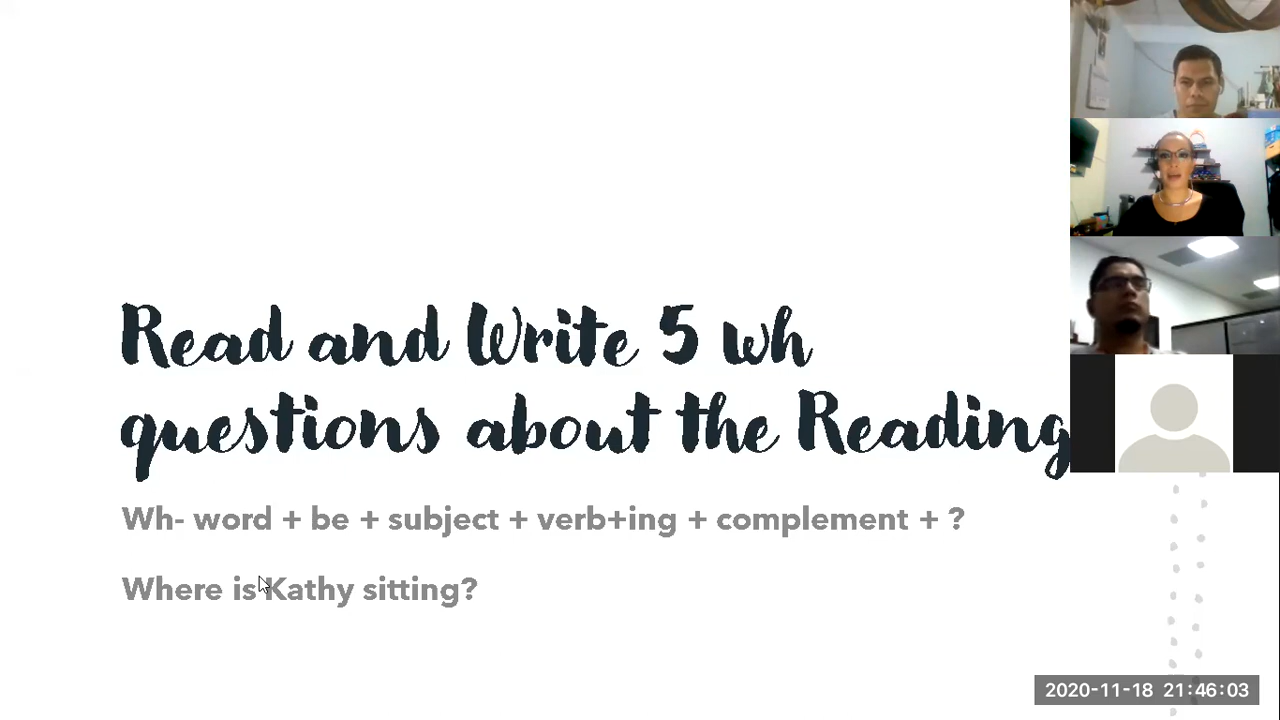 Read and Write 5 wh
questions about the Reading
Wh- word + be + subject + verb+ing + complement + ?
Where is Kathy sitting?
2020-11-18 21:46:03